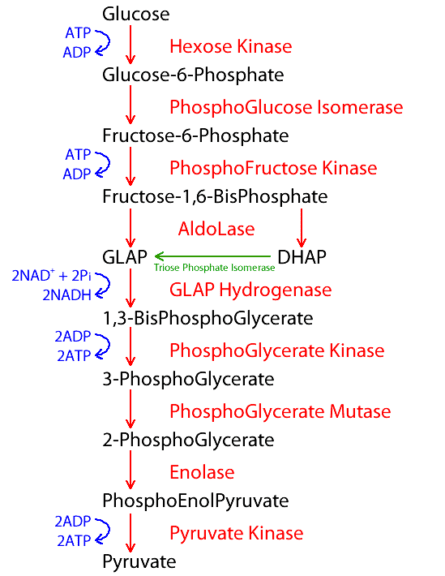 Glucose
ATP
ADP
Hexose Kinase
Glucose-6-Phosphate
PhosphoGlucose Isomerase
Fructose-6-Phosphate
ATP
ADP
PhosphoFructose Kinase
Fructose-1,6-BisPhosphate
AldoLase
GLAP
DHAP
Triose Phosphate Isomerase
2NAD⁺ + 2Pi
2NADH
GLAP Hydrogenase
1,3-BisPhosphoGlycerate
2ADP
2ATP
PhosphoGlycerate Kinase
3-PhosphoGlycerate
PhosphoGlycerate Mutase
2-PhosphoGlycerate
Enolase
PhosphoEnolPyruvate
2ADP
2ATP
Pyruvate Kinase
Pyruvate